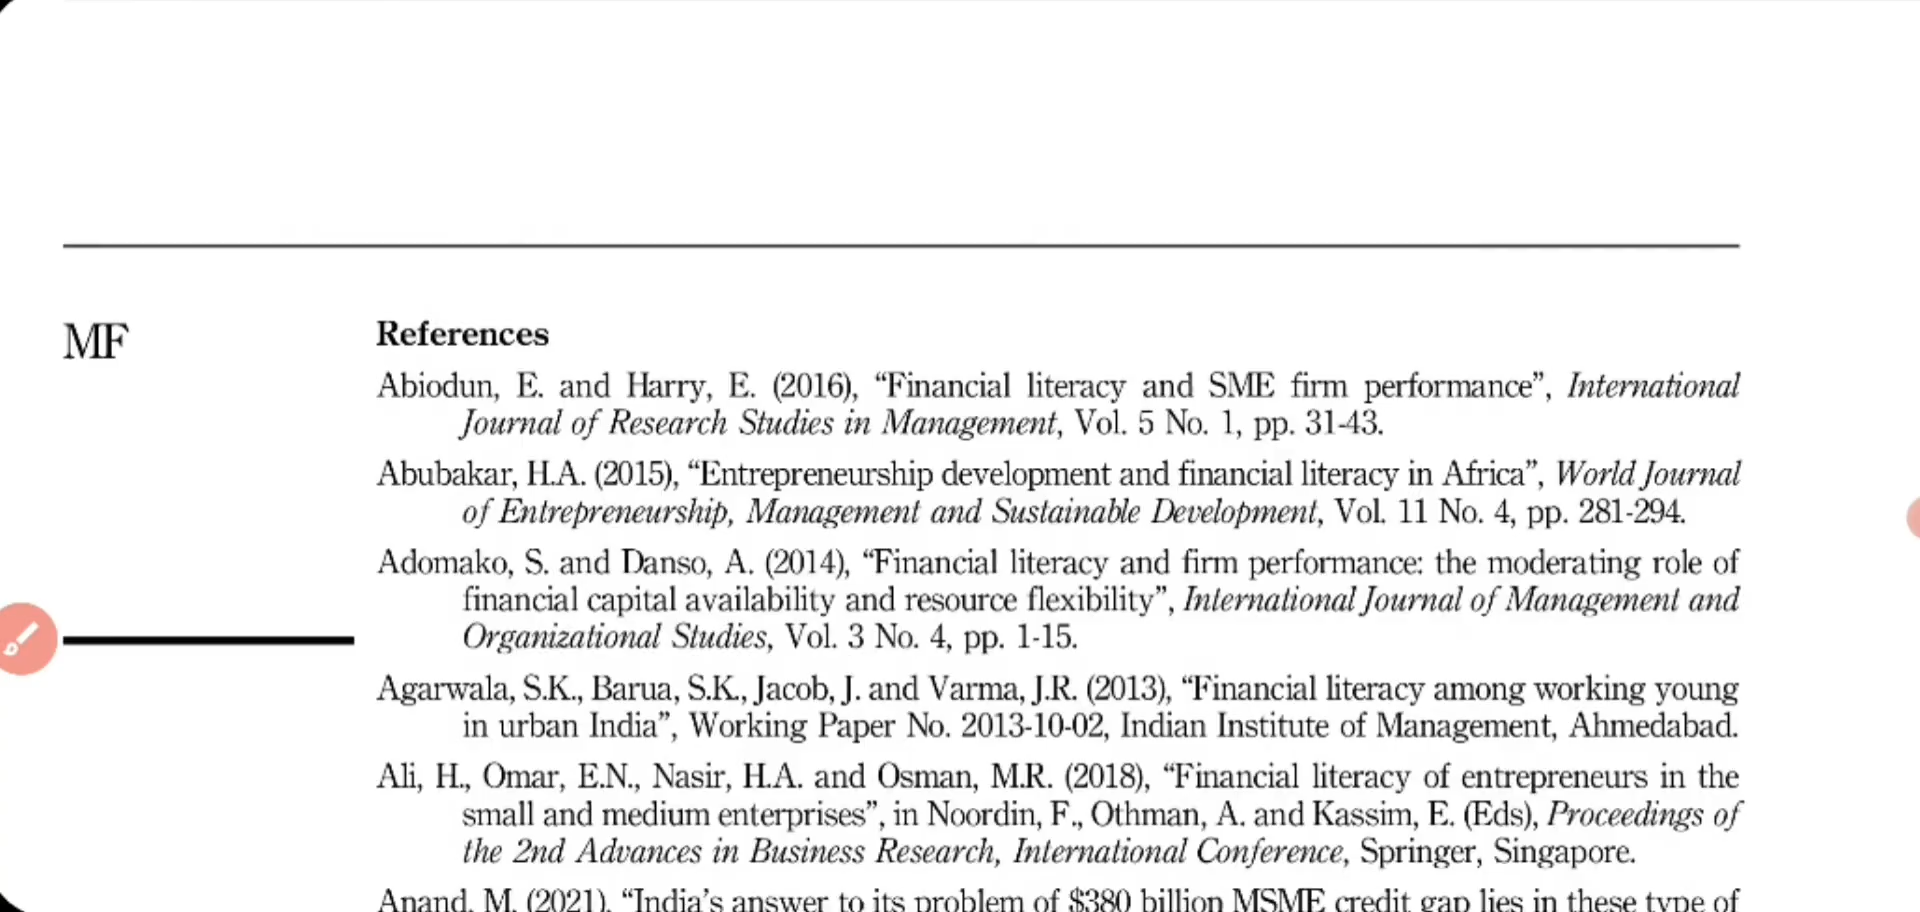 MF
References
Abiodun, E. and Harry, E. (2016), “Financial literacy and SME firm performance”, International
Journal of Research Studies in Management, Vol. 5 No. 1, pp. 31-43.
Abubakar, H.A. (2015), “Entrepreneurship development and financial literacy in Africa”, World Journal
of Entrepreneurship, Management and Sustainable Development, Vol. 11 No. 4, pp. 281-294.
Adomako, S. and Danso, A. (2014), “Financial literacy and firm performance: the moderating role of
financial capital availability and resource flexibility”, International Journal of Management and
Organizational Studies, Vol. 3 No. 4, pp. 1-15.
Agarwala, S.K., Barua, S.K., Jacob, J. and Varma, J.R. (2013), “Financial literacy among working young
in urban India”, Working Paper No. 2013-10-02, Indian Institute of Management, Ahmedabad.
Ali, H., Omar, E.N., Nasir, H.A. and Osman, M.R. (2018), “Financial literacy of entrepreneurs in the
small and medium enterprises”, in Noordin, F., Othman, A. and Kassim, E. (Eds), Proceedings of
the 2nd Advances in Business Research, International Conference, Springer, Singapore.
Anand, M. (2021), “India’s answer to its problem of $380 billion MSME credit gap lies in these type of